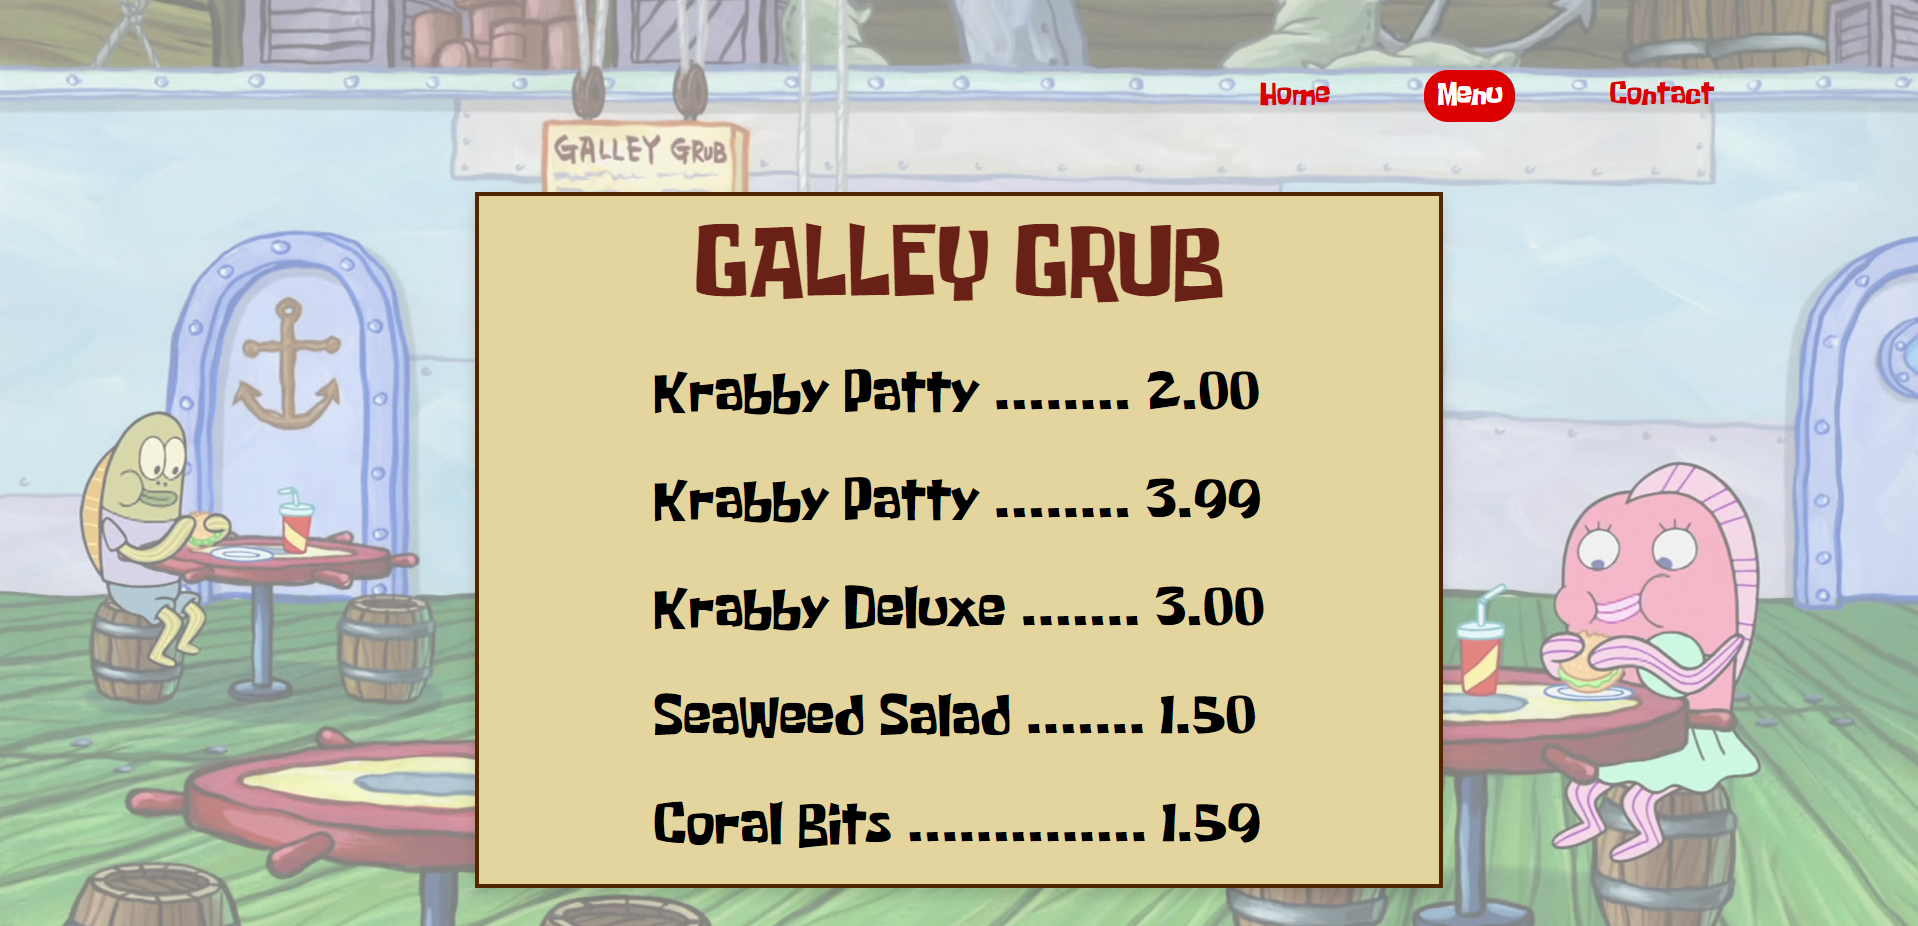 Home Menu Contact
GALLEY GRUB
GALLEY GRUB
Krabby Patty ........ 2.00
Krabby Patty ........ 3.99
Krabby Deluxe ....... 3.00
SeaWeed Salad ....... 1.50
Coral Bits .............. 1.59